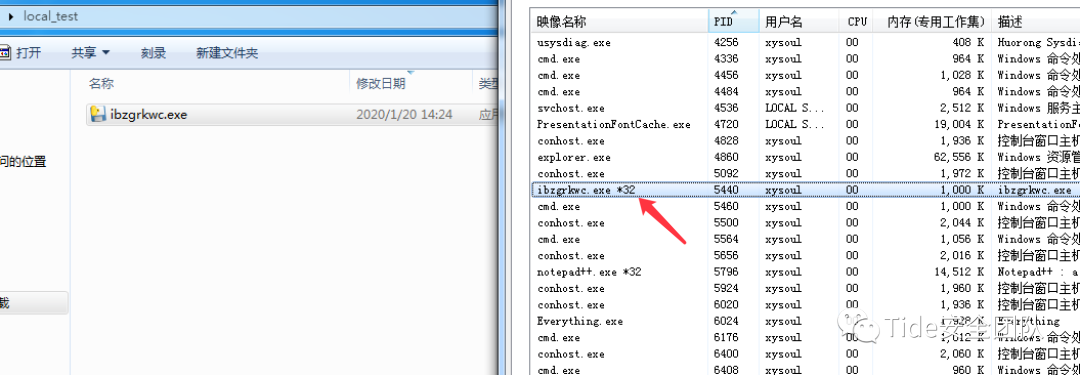 local_test
打开 共享 刻录 新建文件夹
名称 修改日期 类型
ibzgrkwc.exe 2020/1/20 14:24 应用
问的位置
载
映像名称 PID 用户名 CPU 内存(专用工作集) 描述
usysdiag.exe 4256 xysoul 00 408 K Huorong Sysdi
cmd.exe 4336 xysoul 00 964 K Windows 命令处
cmd.exe 4456 xysoul 00 1,028 K Windows 命令处
cmd.exe 4484 xysoul 00 964 K Windows 命令处
svchost.exe 4536 LOCAL S... 00 2,512 K Windows 服务主
PresentationFontCache.exe 4720 LOCAL S... 00 19,004 K PresentationF
conhost.exe 4828 xysoul 00 1,936 K 控制台窗口主机
explorer.exe 4860 xysoul 00 62,556 K Windows 资源管
conhost.exe 5092 xysoul 00 1,972 K 控制台窗口主机
ibzgrkwc.exe *32 5440 xysoul 00 1,000 K ibzgrkwc.exe
cmd.exe 5460 xysoul 00 1,000 K Windows 命令处
conhost.exe 5500 xysoul 00 2,044 K 控制台窗口主机
cmd.exe 5564 xysoul 00 1,056 K Windows 命令处
conhost.exe 5656 xysoul 00 2,016 K 控制台窗口主机
notepad++.exe *32 5796 xysoul 00 14,512 K Notepad++ : a
conhost.exe 5924 xysoul 00 1,960 K 控制台窗口主机
conhost.exe 6020 xysoul 00 1,936 K 控制台窗口主机
Everything.exe 6024 xysoul 00 1,928 K Everything
cmd.exe 6176 xysoul 00 1,012 K Windows 命令处
conhost.exe 6400 xysoul 00 2,060 K 控制台窗口主机
cmd.exe 6408 xysoul 00 960 K Windows 命令处
Tide安全团队